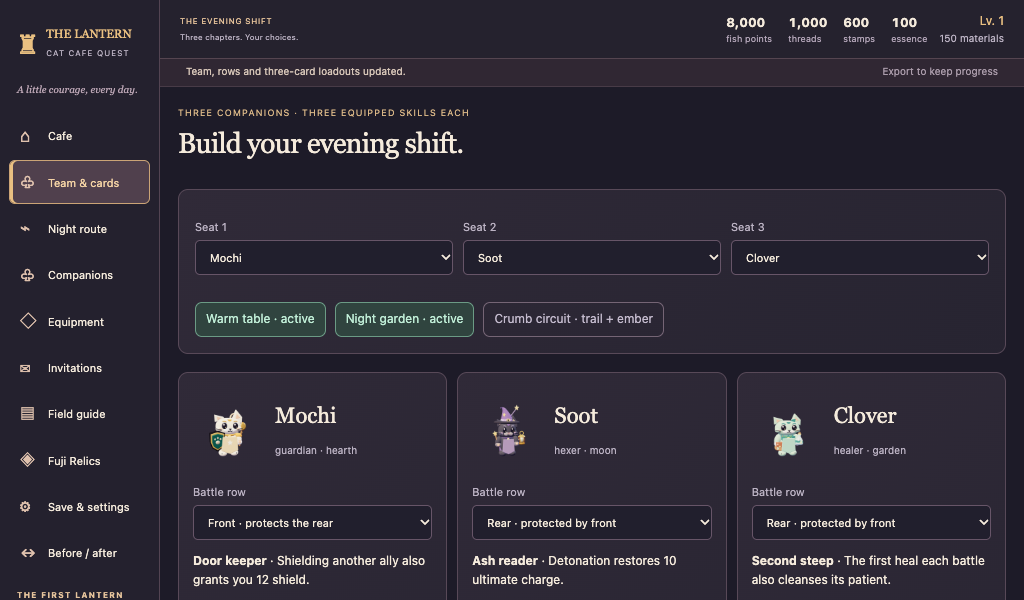 THE LANTERN
CAT CAFE QUEST
A little courage, every day.
Cafe
Team & cards
Night route
Companions
Equipment
Invitations
Field guide
Fuji Relics
Save & settings
Before / after
THE FIRST LANTERN
THE EVENING SHIFT
Three chapters. Your choices.
8,000
fish points
1,000
threads
600
stamps
100
essence
Lv. 1
150 materials
Team, rows and three-card loadouts updated.
Export to keep progress
THREE COMPANIONS · THREE EQUIPPED SKILLS EACH
Build your evening shift.
Seat 1
Mochi
Seat 2
Soot
Seat 3
Clover
Warm table · active
Night garden · active
Crumb circuit · trail + ember
Mochi
guardian · hearth
Battle row
Front · protects the rear
Door keeper · Shielding another ally also
grants you 12 shield.
Soot
hexer · moon
Battle row
Rear · protected by front
Ash reader · Detonation restores 10
ultimate charge.
Clover
healer · garden
Battle row
Rear · protected by front
Second steep · The first heal each battle
also cleanses its patient.